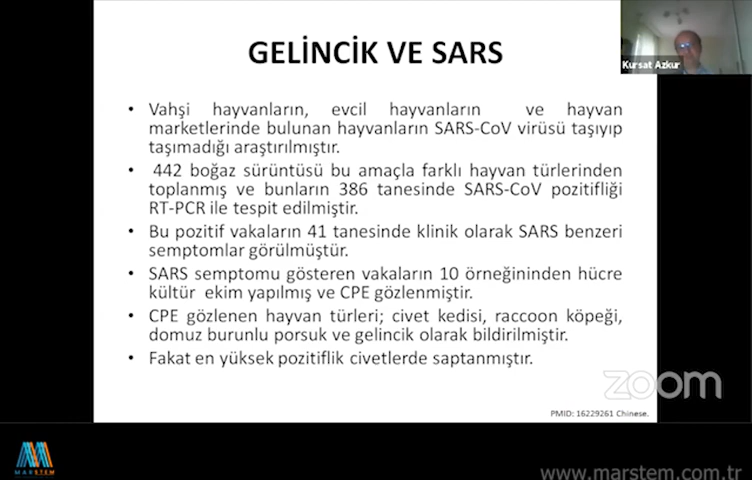 GELİNCİK VE SARS
Kursat Azkur
• Vahşi hayvanların, evcil hayvanların ve hayvan
marketlerinde bulunan hayvanların SARS-CoV virüsü taşıyıp
taşımadığı araştırılmıştır.
• 442 boğaz sürüntüsü bu amaçla farklı hayvan türlerinden
toplanmış ve bunların 386 tanesinde SARS-CoV pozitifliği
RT-PCR ile tespit edilmiştir.
• Bu pozitif vakaların 41 tanesinde klinik olarak SARS benzeri
semptomlar görülmüştür.
• SARS semptomu gösteren vakaların 10 örneğininden hücre
kültür ekim yapılmış ve CPE gözlenmiştir.
• CPE gözlenen hayvan türleri; civet kedisi, raccoon köpeği,
domuz burunlu porsuk ve gelincik olarak bildirilmiştir.
• Fakat en yüksek pozitiflik civetlerde saptanmıştır.
zoom
PMID: 16229261 Chinese.
MARSTEM
www.marstem.com.tr